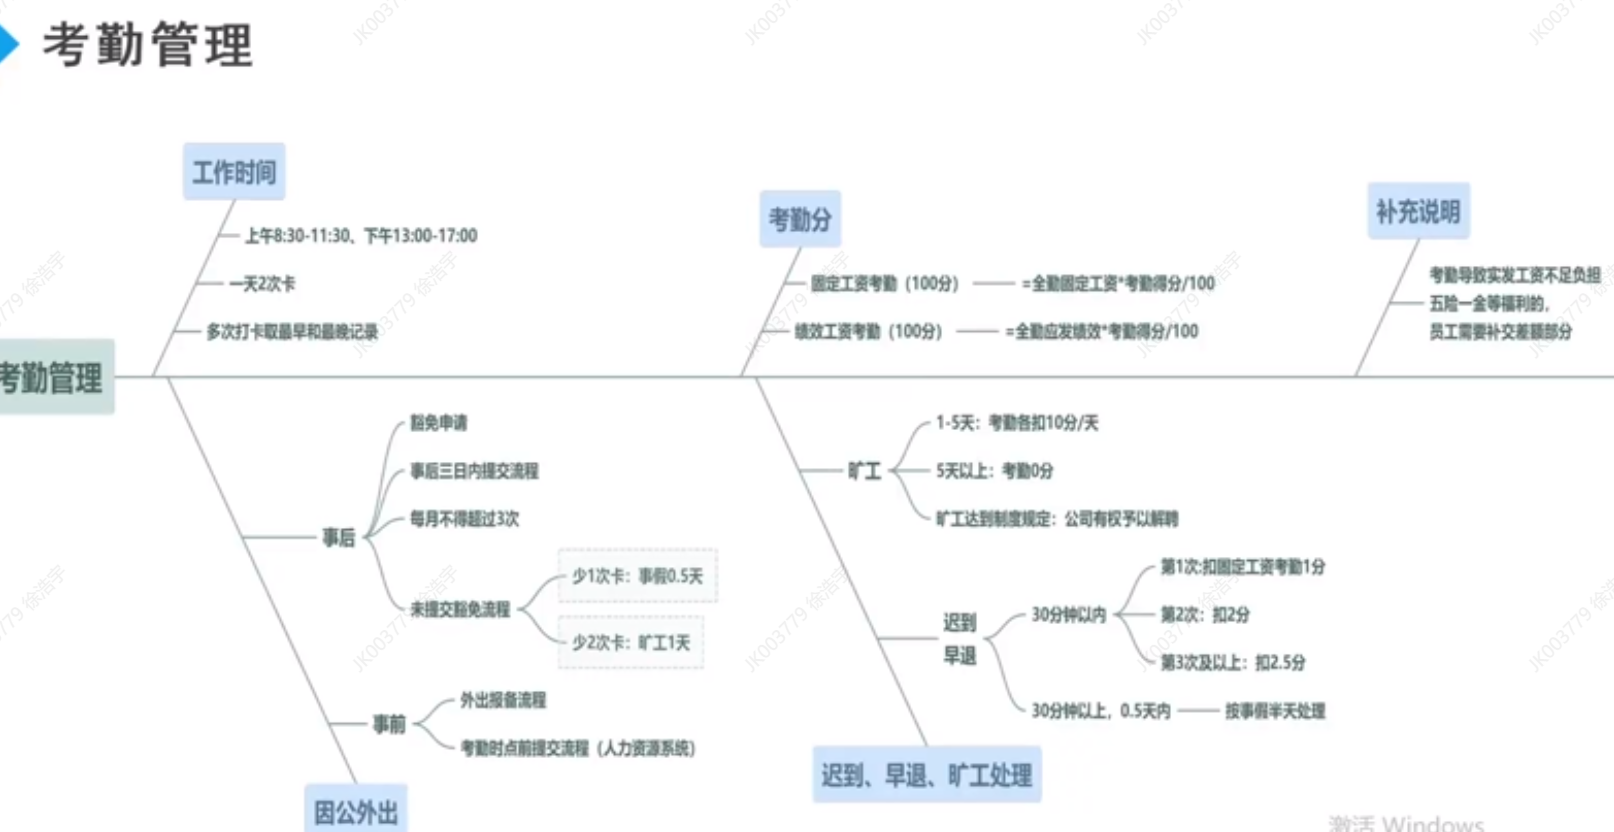 考勤管理
工作时间
上午8:30-11:30、下午13:00-17:00
一天2次卡
多次打卡取最早和最晚记录
考勤分
固定工资考勤（100分）
=全勤固定工资*考勤得分/100
绩效工资考勤（100分）
=全勤应发绩效*考勤得分/100
补充说明
考勤导致实发工资不足负担
五险一金等福利的，
员工需要补交差额部分
考勤管理
事后
豁免申请
事后三日内提交流程
每月不得超过3次
未提交豁免流程
少1次卡：事假0.5天
少2次卡：旷工1天
事前
外出报备流程
考勤时点前提交流程（人力资源系统）
因公外出
旷工
1-5天：考勤各扣10分/天
5天以上：考勤0分
旷工达到制度规定：公司有权予以解聘
迟到
早退
30分钟以内
第1次:扣固定工资考勤1分
第2次：扣2分
第3次及以上：扣2.5分
30分钟以上，0.5天内
按事假半天处理
迟到、早退、旷工处理
激活 Windows
JK003779 徐浩宇